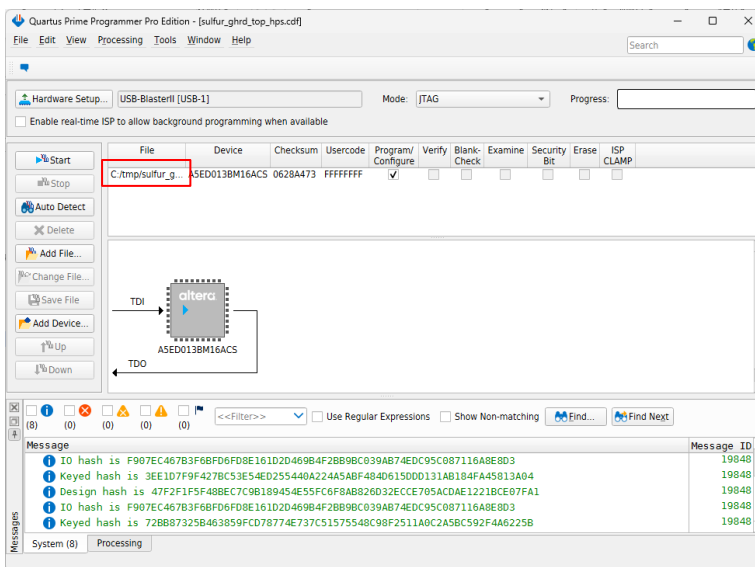 Quartus Prime Programmer Pro Edition - [sulfur_ghrd_top_hps.cdf]
File Edit View Processing Tools Window Help
Search
Hardware Setup... USB-BlasterII [USB-1] Mode: JTAG Progress:
Enable real-time ISP to allow background programming when available
File Device Checksum Usercode Program/ Verify Blank- Examine Security Erase ISP
Configure Check Bit CLAMP
C:/tmp/sulfur_g... A5ED013BM16ACS 0628A473 FFFFFFFF
Start
Stop
Auto Detect
Delete
Add File...
Change File...
Save File
Add Device...
Up
Down
TDI
altera
A5ED013BM16ACS
TDO
(8) (0) (0) (0) (0)
<<Filter>> Use Regular Expressions Show Non-matching Find... Find Next
Message Message ID
IO hash is F907EC467B3F6BFD6FD8E161D2D469B4F2BB9BC039AB74EDC95C087116A8E8D3 19848
Keyed hash is 3EE1D7F9F427BC53E54ED255440A224A5ABF484D615DDD131AB184FA45813A04 19848
Design hash is 47F2F1F5F48BEC7C9B189454E55FC6F8AB826D32ECCE705ACDAE1221BCE07FA1 19848
IO hash is F907EC467B3F6BFD6FD8E161D2D469B4F2BB9BC039AB74EDC95C087116A8E8D3 19848
Keyed hash is 72BB87325B463859FCD78774E737C51575548C98F2511A0C2A5BC592F4A6225B 19848
Messages
System (8) Processing